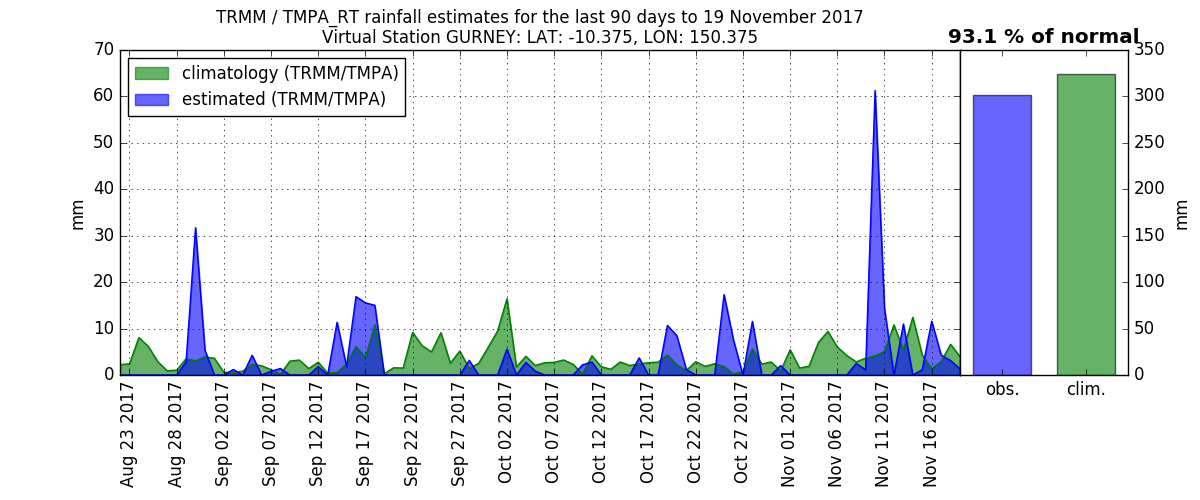 TRMM / TMPA_RT rainfall estimates for the last 90 days to 19 November 2017
Virtual Station GURNEY: LAT: -10.375, LON: 150.375
93.1 % of normal
climatology (TRMM/TMPA)
estimated (TRMM/TMPA)
70
60
50
40
30
20
10
0
mm
350
300
250
200
150
100
50
0
mm
Aug 23 2017
Aug 28 2017
Sep 02 2017
Sep 07 2017
Sep 12 2017
Sep 17 2017
Sep 22 2017
Sep 27 2017
Oct 02 2017
Oct 07 2017
Oct 12 2017
Oct 17 2017
Oct 22 2017
Oct 27 2017
Nov 01 2017
Nov 06 2017
Nov 11 2017
Nov 16 2017
obs.
clim.